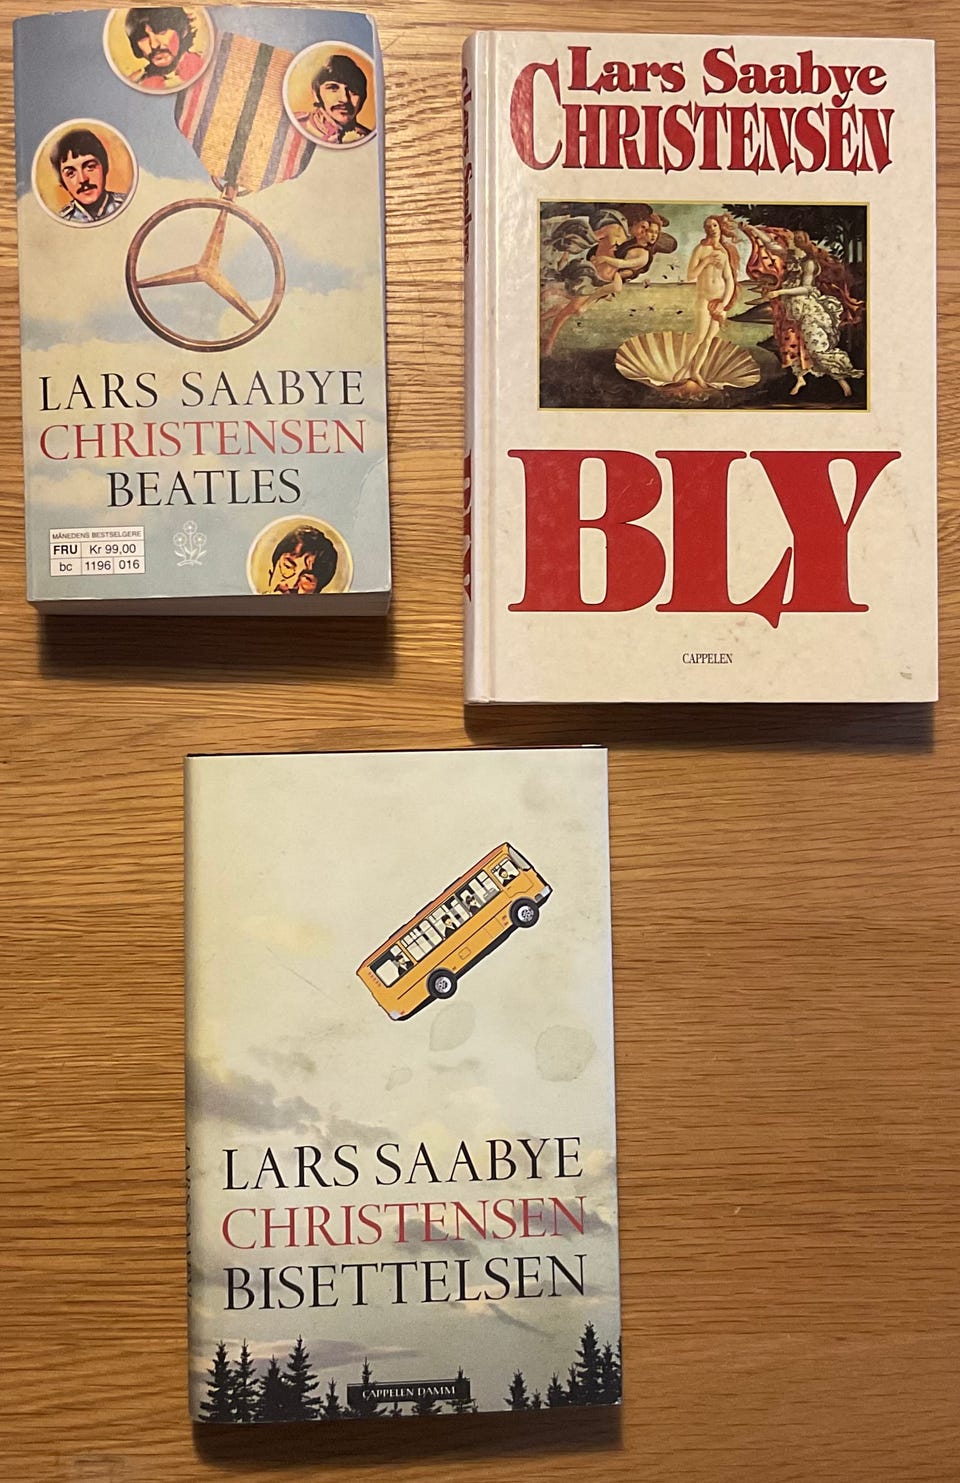 LARS SAABYE
CHRISTENSEN
BEATLES
MÅNEDENS BESTSELGERE
FRU Kr 99,00
bc 1196 016
Lars Saabye
CHRISTENSEN
BLY
CAPPELEN
LARS SAABYE
CHRISTENSEN
BISETTELSEN
CAPPELEN DAMM